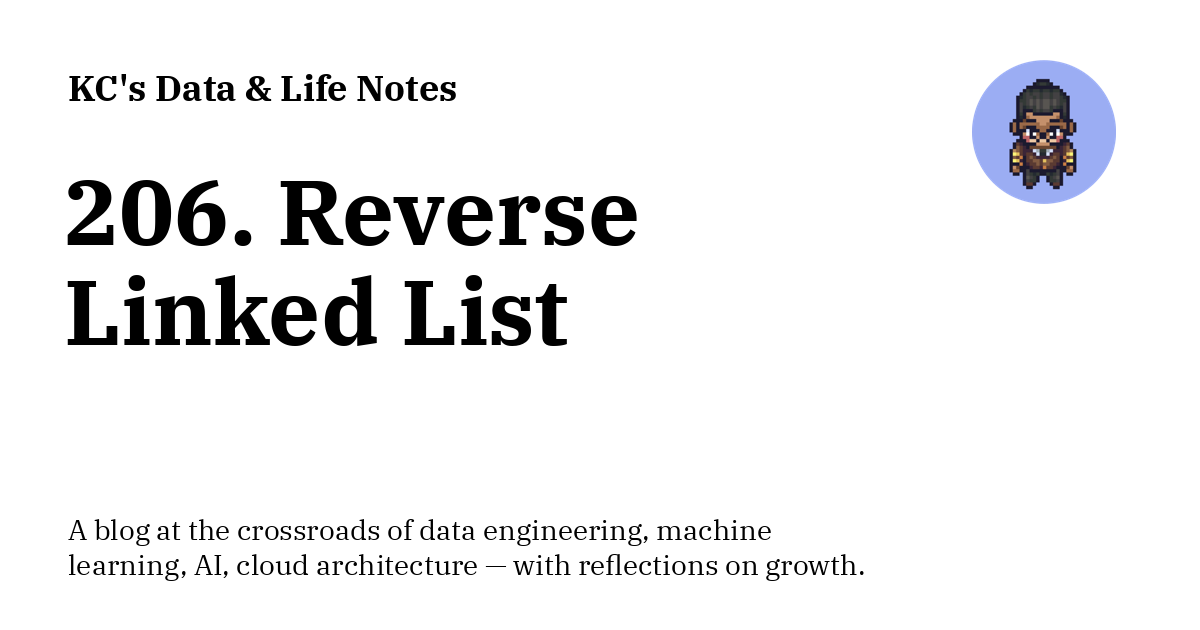 KC's Data & Life Notes
206. Reverse
Linked List
A blog at the crossroads of data engineering, machine
learning, AI, cloud architecture — with reflections on growth.